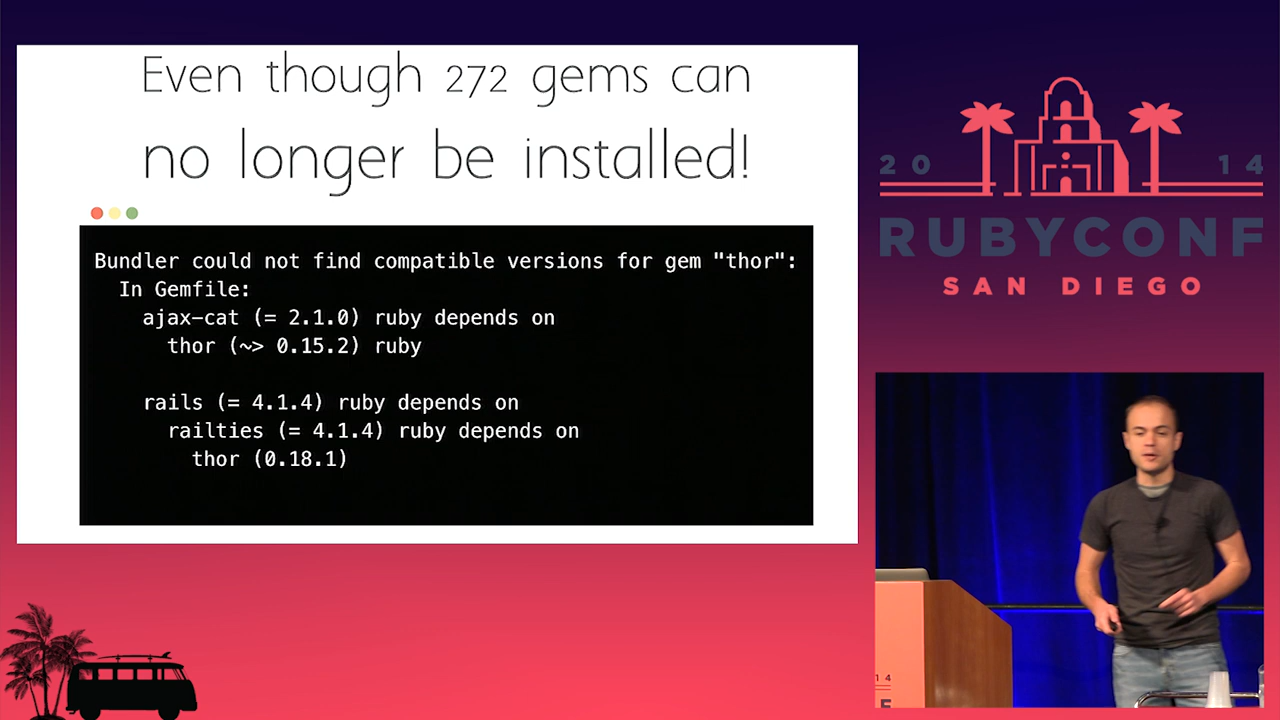 Even though 272 gems can
no longer be installed!
Bundler could not find compatible versions for gem "thor":
In Gemfile:
ajax-cat (= 2.1.0) ruby depends on
thor (~> 0.15.2) ruby
rails (= 4.1.4) ruby depends on
railties (= 4.1.4) ruby depends on
thor (0.18.1)
20 14
RUBYCONF
SAN DIEGO
14
F